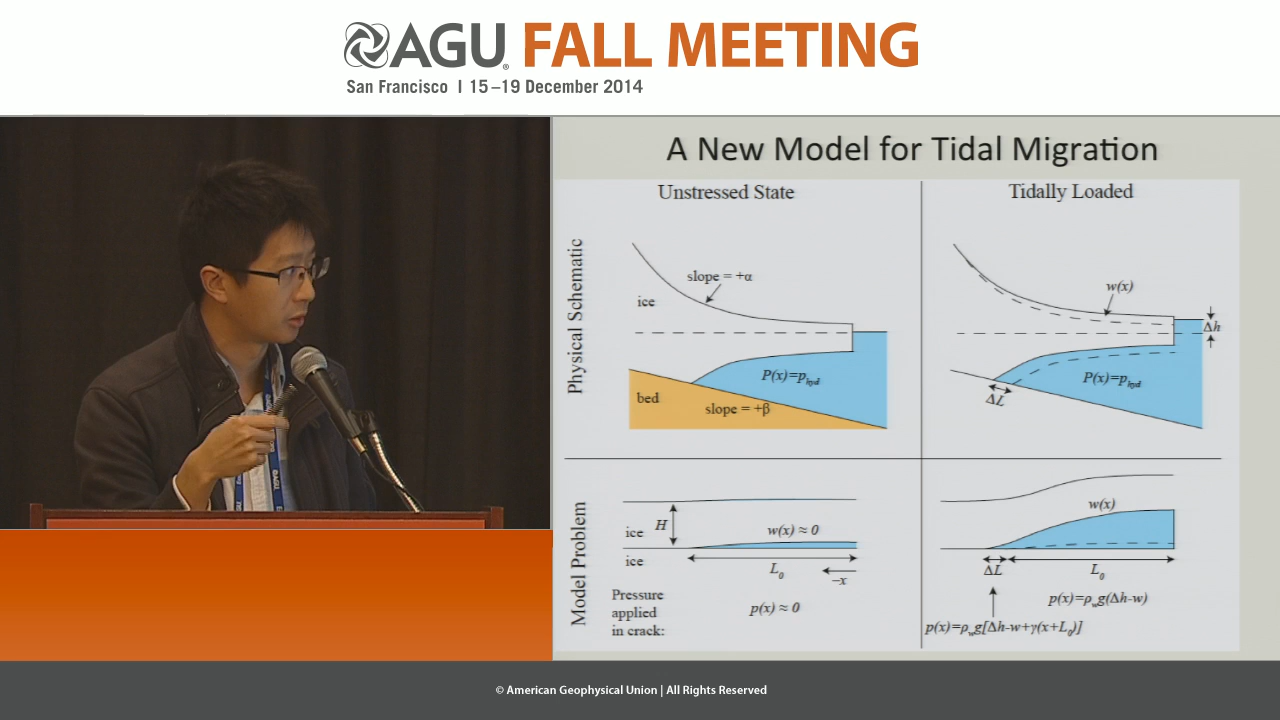 AGU® FALL MEETING
San Francisco | 15–19 December 2014
A New Model for Tidal Migration
Unstressed State
Tidally Loaded
Physical Schematic
slope = +α
ice
P(x)=p_hyd
bed
slope = +β
w(x)
Δh
P(x)=p_hyd
ΔL
Model Problem
ice
H
w(x) ≈ 0
ice
L₀
−x
Pressure
applied
in crack:
p(x) ≈ 0
w(x)
ΔL
L₀
p(x)=ρ_wg(Δh-w)
p(x)=ρ_wg[Δh-w+γ(x+L₀)]
© American Geophysical Union | All Rights Reserved